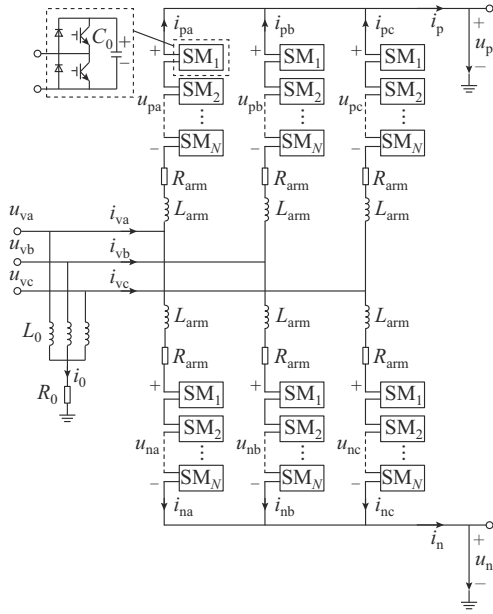 i_pa i_pb i_pc i_p
C_0 + −
+ SM_1 SM_1 SM_1 + u_p −
SM_2 SM_2 SM_2
u_pa u_pb u_pc
− SM_N − SM_N − SM_N
R_arm R_arm R_arm
L_arm L_arm L_arm
u_va i_va
u_vb i_vb
u_vc i_vc
L_0 L_arm L_arm L_arm
R_0 i_0 R_arm R_arm R_arm
+ SM_1 + SM_1 + SM_1
SM_2 SM_2 SM_2
u_na u_nb u_nc
− SM_N − SM_N − SM_N
i_na i_nb i_nc i_n
+ u_n −